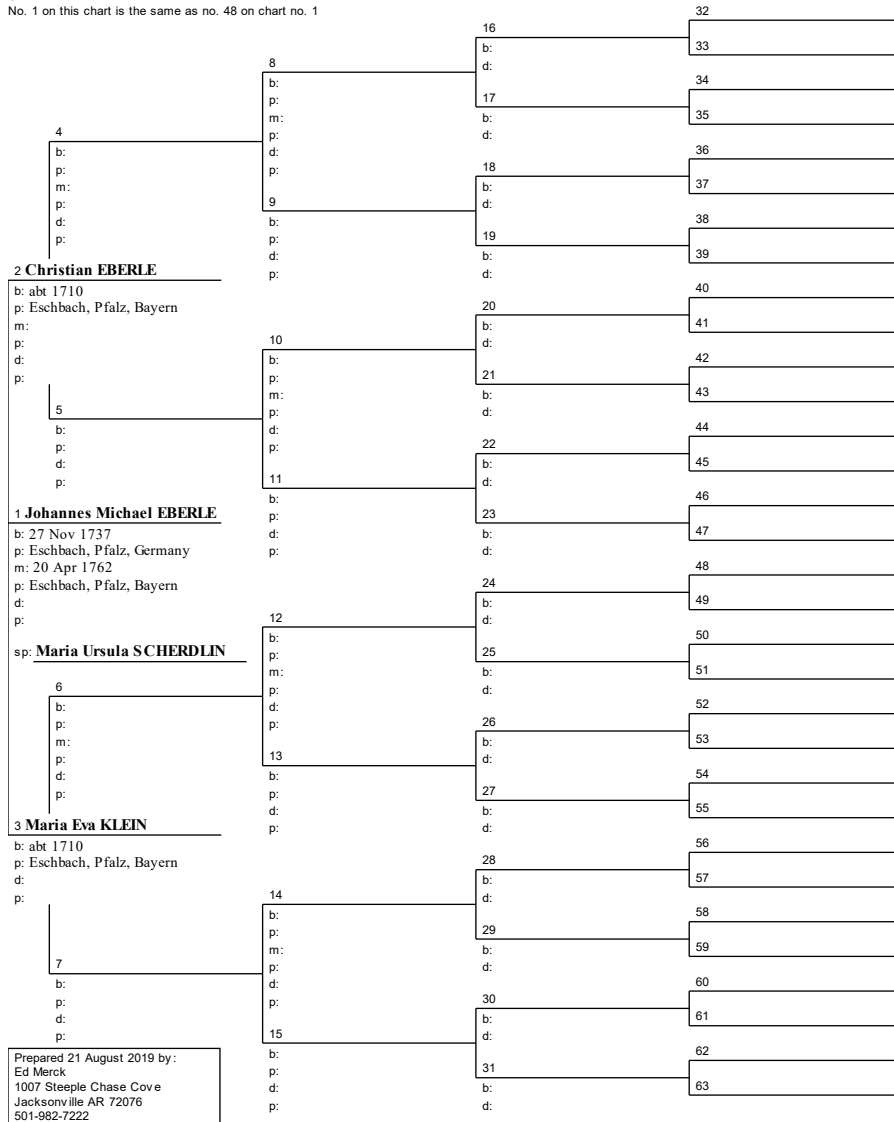 No. 1 on this chart is the same as no. 48 on chart no. 1
4
b:
p:
m:
p:
d:
p:
2 Christian EBERLE
b: abt 1710
p: Eschbach, Pfalz, Bayern
m:
p:
d:
p:
5
b:
p:
d:
p:
1 Johannes Michael EBERLE
b: 27 Nov 1737
p: Eschbach, Pfalz, Germany
m: 20 Apr 1762
p: Eschbach, Pfalz, Bayern
d:
p:
sp: Maria Ursula SCHERDLIN
6
b:
p:
m:
p:
d:
p:
3 Maria Eva KLEIN
b: abt 1710
p: Eschbach, Pfalz, Bayern
d:
p:
7
b:
p:
d:
p:
Prepared 21 August 2019 by:
Ed Merck
1007 Steeple Chase Cove
Jacksonville AR 72076
501-982-7222
8
b:
p:
m:
p:
d:
p:
9
b:
p:
d:
p:
10
b:
p:
m:
p:
d:
p:
11
b:
p:
d:
p:
12
b:
p:
m:
p:
d:
p:
13
b:
p:
d:
p:
14
b:
p:
m:
p:
d:
p:
15
b:
p:
d:
p:
16
b:
d:
17
b:
d:
18
b:
d:
19
b:
d:
20
b:
d:
21
b:
d:
22
b:
d:
23
b:
d:
24
b:
d:
25
b:
d:
26
b:
d:
27
b:
d:
28
b:
d:
29
b:
d:
30
b:
d:
31
b:
d:
32
33
34
35
36
37
38
39
40
41
42
43
44
45
46
47
48
49
50
51
52
53
54
55
56
57
58
59
60
61
62
63